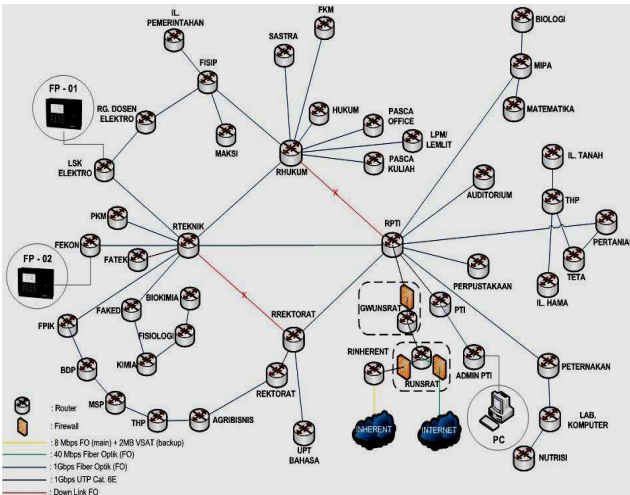 IL.
PEMERINTAHAN
FKM
SASTRA
BIOLOGI
FISIP
MIPA
FP - 01
RG. DOSEN
ELEKTRO
HUKUM
PASCA
OFFICE
MATEMATIKA
LPM/
LEMLIT
MAKSI
RHUKUM
PASCA
KULIAH
IL. TANAH
LSK
ELEKTRO
X
AUDITORIUM
THP
PKM
RTEKNIK
RPTI
FEKON
FATEK
PERTANIA
FP - 02
PERPUSTAKAAN
TETA
BIOKIMIA
X
GWUNSRAT
IL. HAMA
FAKED
RREKTORAT
PTI
FPIK
FISIOLOGI
RINHERENT
KIMIA
ADMIN PTI
PETERNAKAN
BDP
REKTORAT
RUNSRAT
MSP
THP
AGRIBISNIS
PC
LAB.
KOMPUTER
INHERENT
INTERNET
UPT
BAHASA
NUTRISI
: Router
: Firewall
: 8 Mbps FO (main) + 2MB VSAT (backup)
: 40 Mbps Fiber Optik (FO)
: 1Gbps Fiber Optik (FO)
: 1Gbps UTP Cat. 6E
: Down Link FO